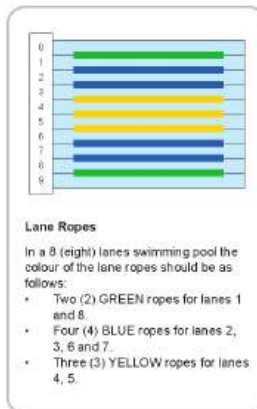 0
1
2
3
4
5
6
7
8
9
Lane Ropes
In a 8 (eight) lanes swimming pool the
colour of the lane ropes should be as
follows:
• Two (2) GREEN ropes for lanes 1
and 8.
• Four (4) BLUE ropes for lanes 2,
3, 6 and 7.
• Three (3) YELLOW ropes for lanes
4, 5.